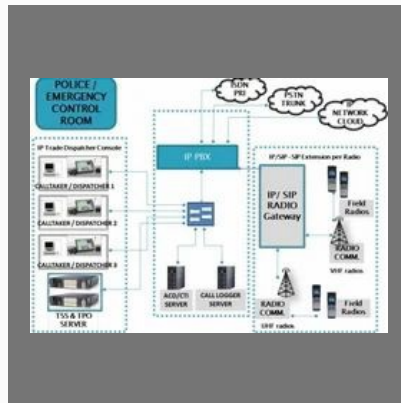 POLICE /
EMERGENCY
CONTROL
ROOM
ISDN
PRI
PSTN
TRUNK
IP
NETWORK
CLOUD
IP Trade Dispatcher Console
CALLTAKER / DISPATCHER 1
CALLTAKER / DISPATCHER 2
CALLTAKER / DISPATCHER 3
TSS & TPO
SERVER
IP PBX
ACD/CTI
SERVER
CALL LOGGER
SERVER
IP/SIP -SIP Extension per Radio
IP/ SIP
RADIO
Gateway
Field
Radios
RADIO
COMM.
VHF radios
RADIO
COMM.
UHF radios
Field
Radios